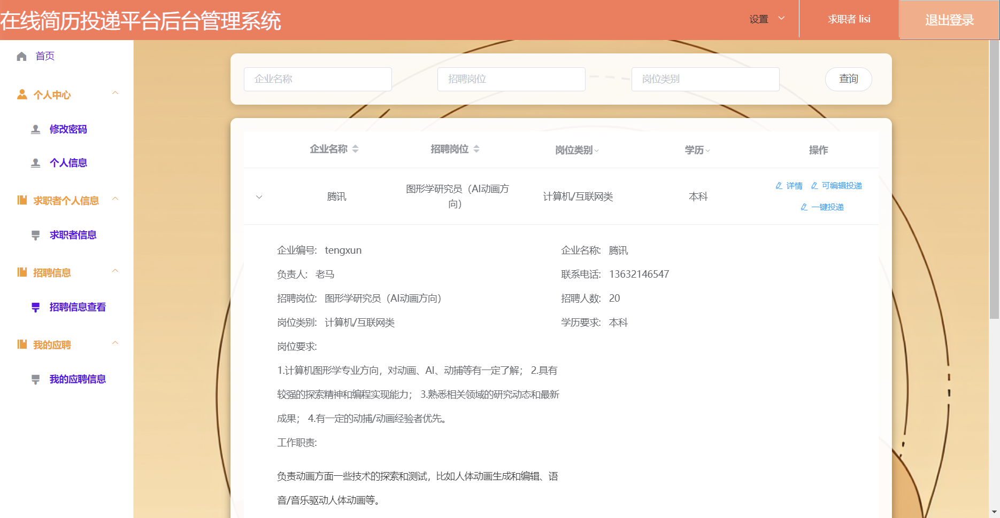 在线简历投递平台后台管理系统
设置
求职者 lisi
退出登录
首页
个人中心
修改密码
个人信息
求职者个人信息
求职者信息
招聘信息
招聘信息查看
我的应聘
我的应聘信息
企业名称
招聘岗位
岗位类别
查询
企业名称
招聘岗位
岗位类别
学历
操作
腾讯
图形学研究员（AI动画方
向）
计算机/互联网类
本科
详情
可编辑投递
一键投递
企业编号: tengxun
企业名称: 腾讯
负责人: 老马
联系电话: 13632146547
招聘岗位: 图形学研究员（AI动画方向）
招聘人数: 20
岗位类别: 计算机/互联网类
学历要求: 本科
岗位要求:
1.计算机图形学专业方向，对动画、AI、动捕等有一定了解； 2.具有
较强的探索精神和编程实现能力； 3.熟悉相关领域的研究动态和最新
成果； 4.有一定的动捕/动画经验者优先。
工作职责:
负责动画方面一些技术的探索和测试，比如人体动画生成和编辑、语
音/音乐驱动人体动画等。